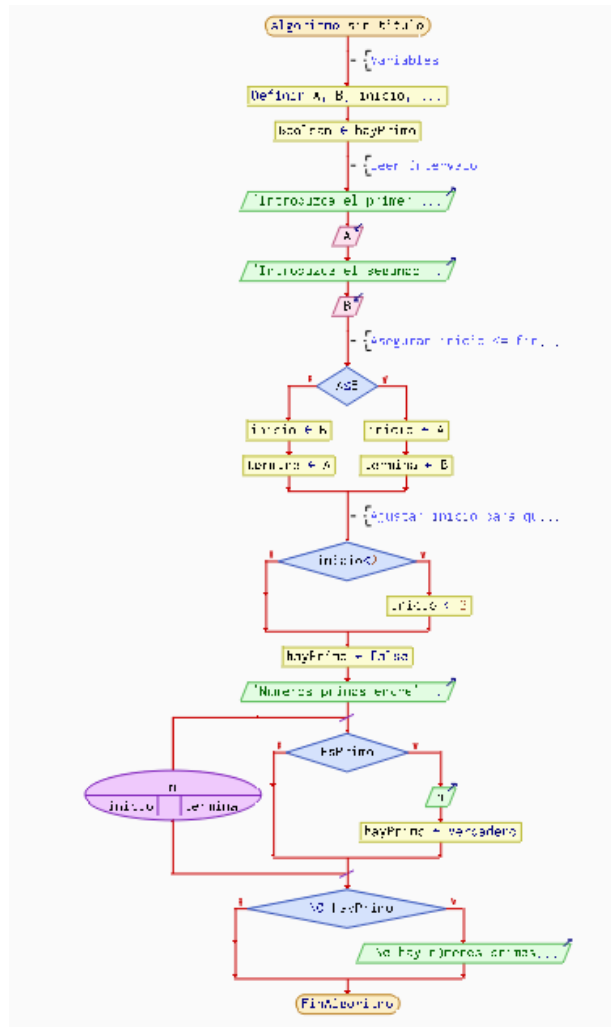 Algoritmo sin_titulo
Variables
Definir A, B, inicio, ...
Boolean ← hayPrimo
Leer intervalo
'Introduzca el primer ...
A
'Introduzca el segundo ...
B
Asegurar inicio <= fin...
F V
A≤B
inicio ← B inicio ← A
termina ← A termina ← B
Ajustar inicio para qu...
F V
inicio<2
inicio ← 2
hayPrimo ← Falso
'Numeros primos entre' ...
F V
EsPrimo
n
n
inicio termina
hayPrimo ← Verdadero
F V
NO hayPrimo
'No hay números primos...
FinAlgoritmo